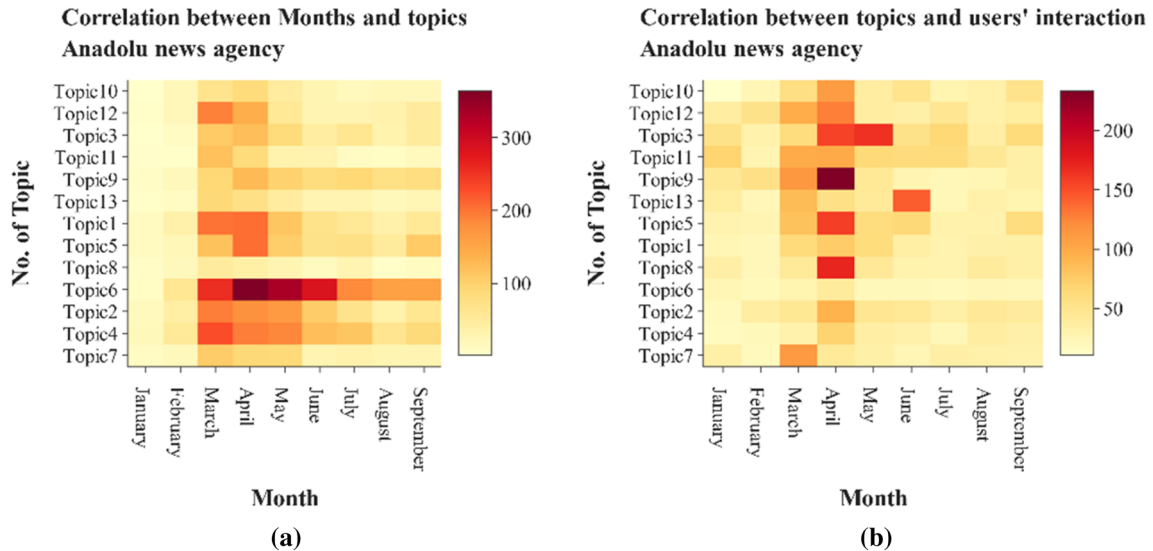 Correlation between Months and topics
Anadolu news agency
No. of Topic
Topic10
Topic12
Topic3
Topic11
Topic9
Topic13
Topic1
Topic5
Topic8
Topic6
Topic2
Topic4
Topic7
300
200
100
January
February
March
April
May
June
July
August
September
Month
(a)
Correlation between topics and users' interaction
Anadolu news agency
No. of Topic
Topic10
Topic12
Topic3
Topic11
Topic9
Topic13
Topic5
Topic1
Topic8
Topic6
Topic2
Topic4
Topic7
200
150
100
50
January
February
March
April
May
June
July
August
September
Month
(b)